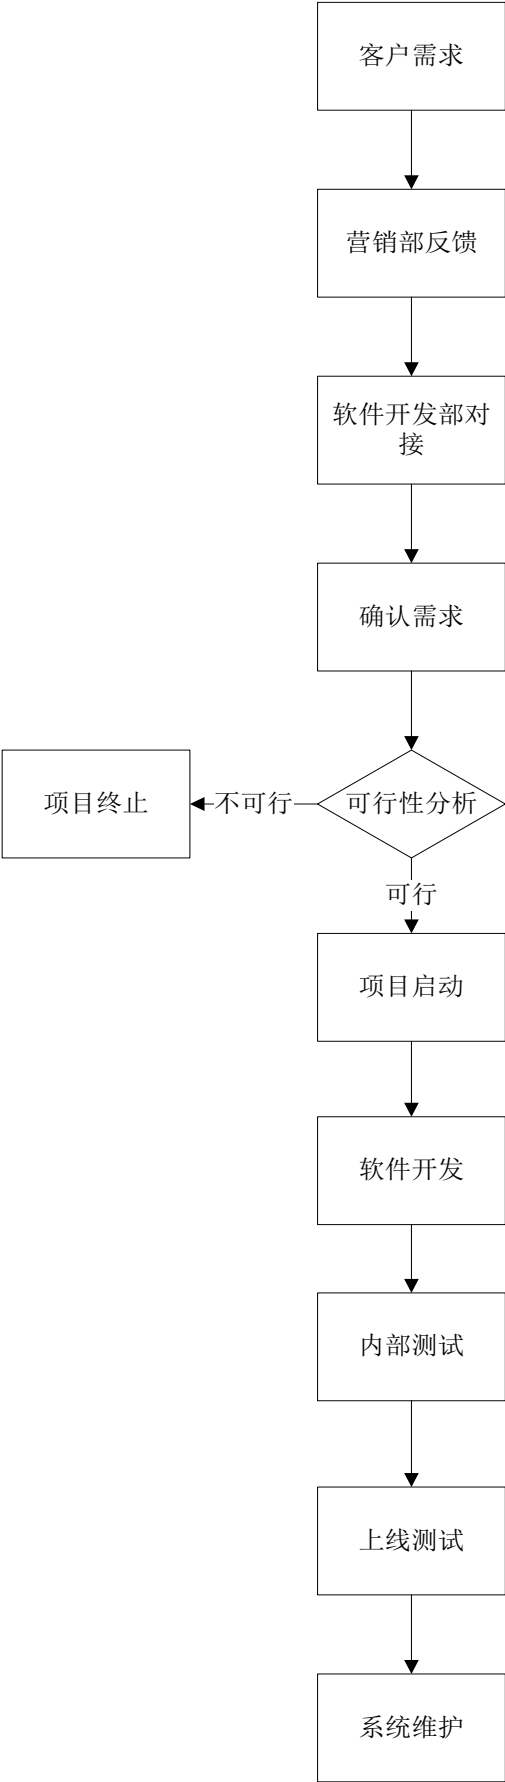 客户需求
营销部反馈
软件开发部对
接
确认需求
项目终止
不可行
可行性分析
可行
项目启动
软件开发
内部测试
上线测试
系统维护